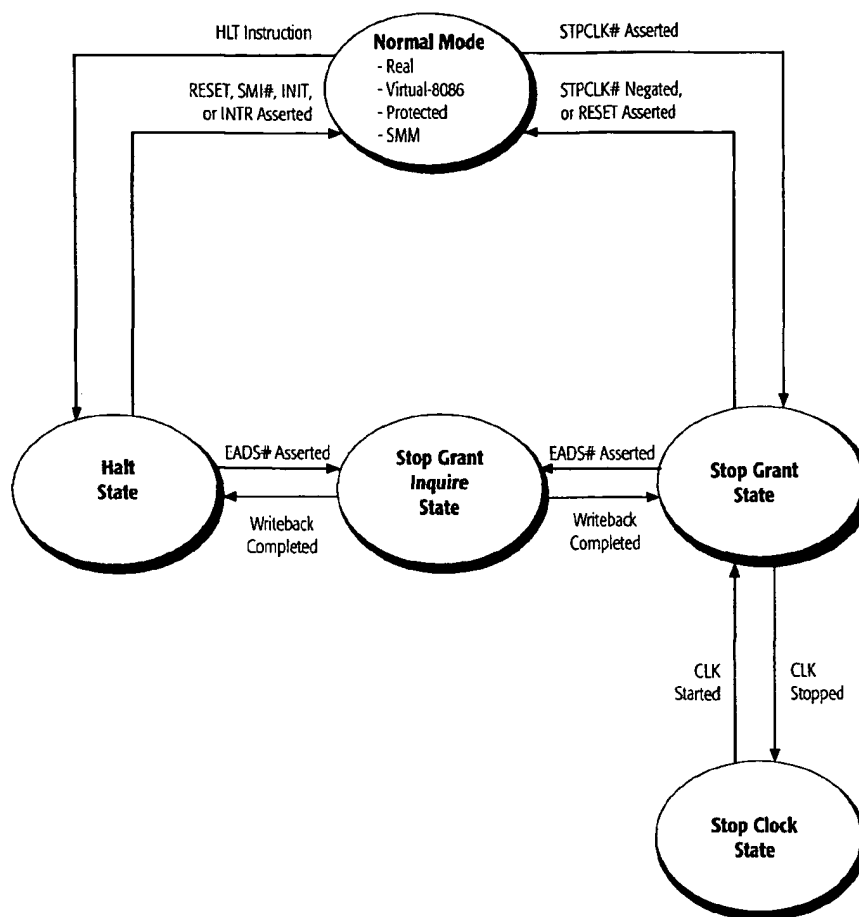 HLT Instruction
Normal Mode
- Real
- Virtual-8086
- Protected
- SMM
STPCLK# Asserted
RESET, SMI#, INIT,
or INTR Asserted
STPCLK# Negated,
or RESET Asserted
Halt
State
EADS# Asserted
Writeback
Completed
Stop Grant
Inquire
State
EADS# Asserted
Writeback
Completed
Stop Grant
State
CLK
Started
CLK
Stopped
Stop Clock
State